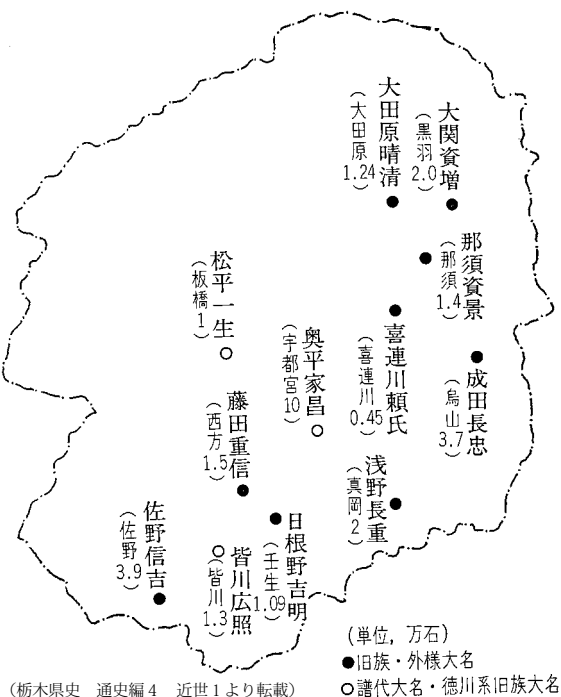 大関資増
（黒羽2.0）
大田原晴清
（大田原1.24）
那須資景
（那須1.4）
喜連川頼氏
（喜連川0.45）
成田長忠
（烏山3.7）
松平一生
（板橋1）
奥平家昌
（宇都宮10）
藤田重信
（西方1.5）
浅野長重
（真岡2）
日根野吉明
（壬生1.09）
皆川広照
（皆川1.3）
佐野信吉
（佐野3.9）
（単位，万石）
●旧族・外様大名
○譜代大名・徳川系旧族大名
（栃木県史　通史編4　近世1より転載）